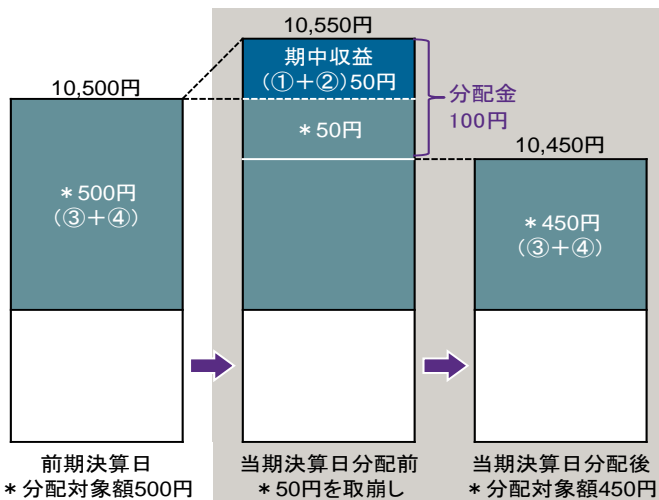 10,500円
＊500円
(③＋④)
前期決算日
＊分配対象額500円
10,550円
期中収益
(①＋②)50円
＊50円
分配金
100円
当期決算日分配前
＊50円を取崩し
10,450円
＊450円
(③＋④)
当期決算日分配後
＊分配対象額450円